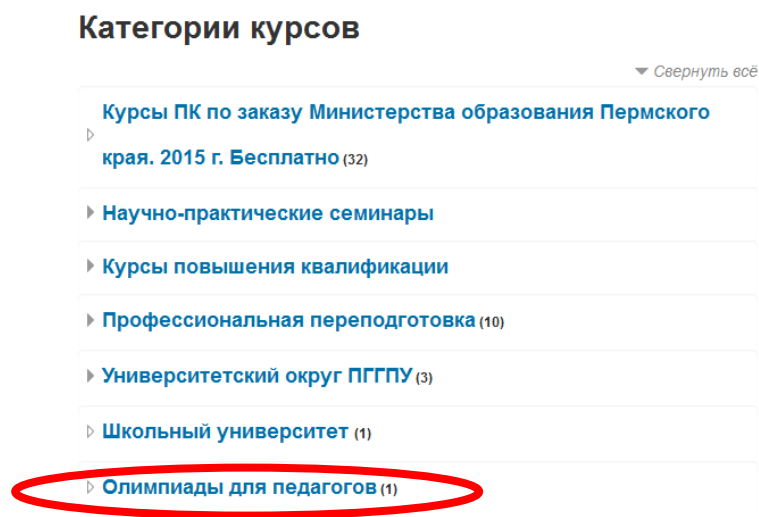 Категории курсов
Свернуть всё
Курсы ПК по заказу Министерства образования Пермского
края. 2015 г. Бесплатно (32)
Научно-практические семинары
Курсы повышения квалификации
Профессиональная переподготовка (10)
Университетский округ ПГГПУ (3)
Школьный университет (1)
Олимпиады для педагогов (1)